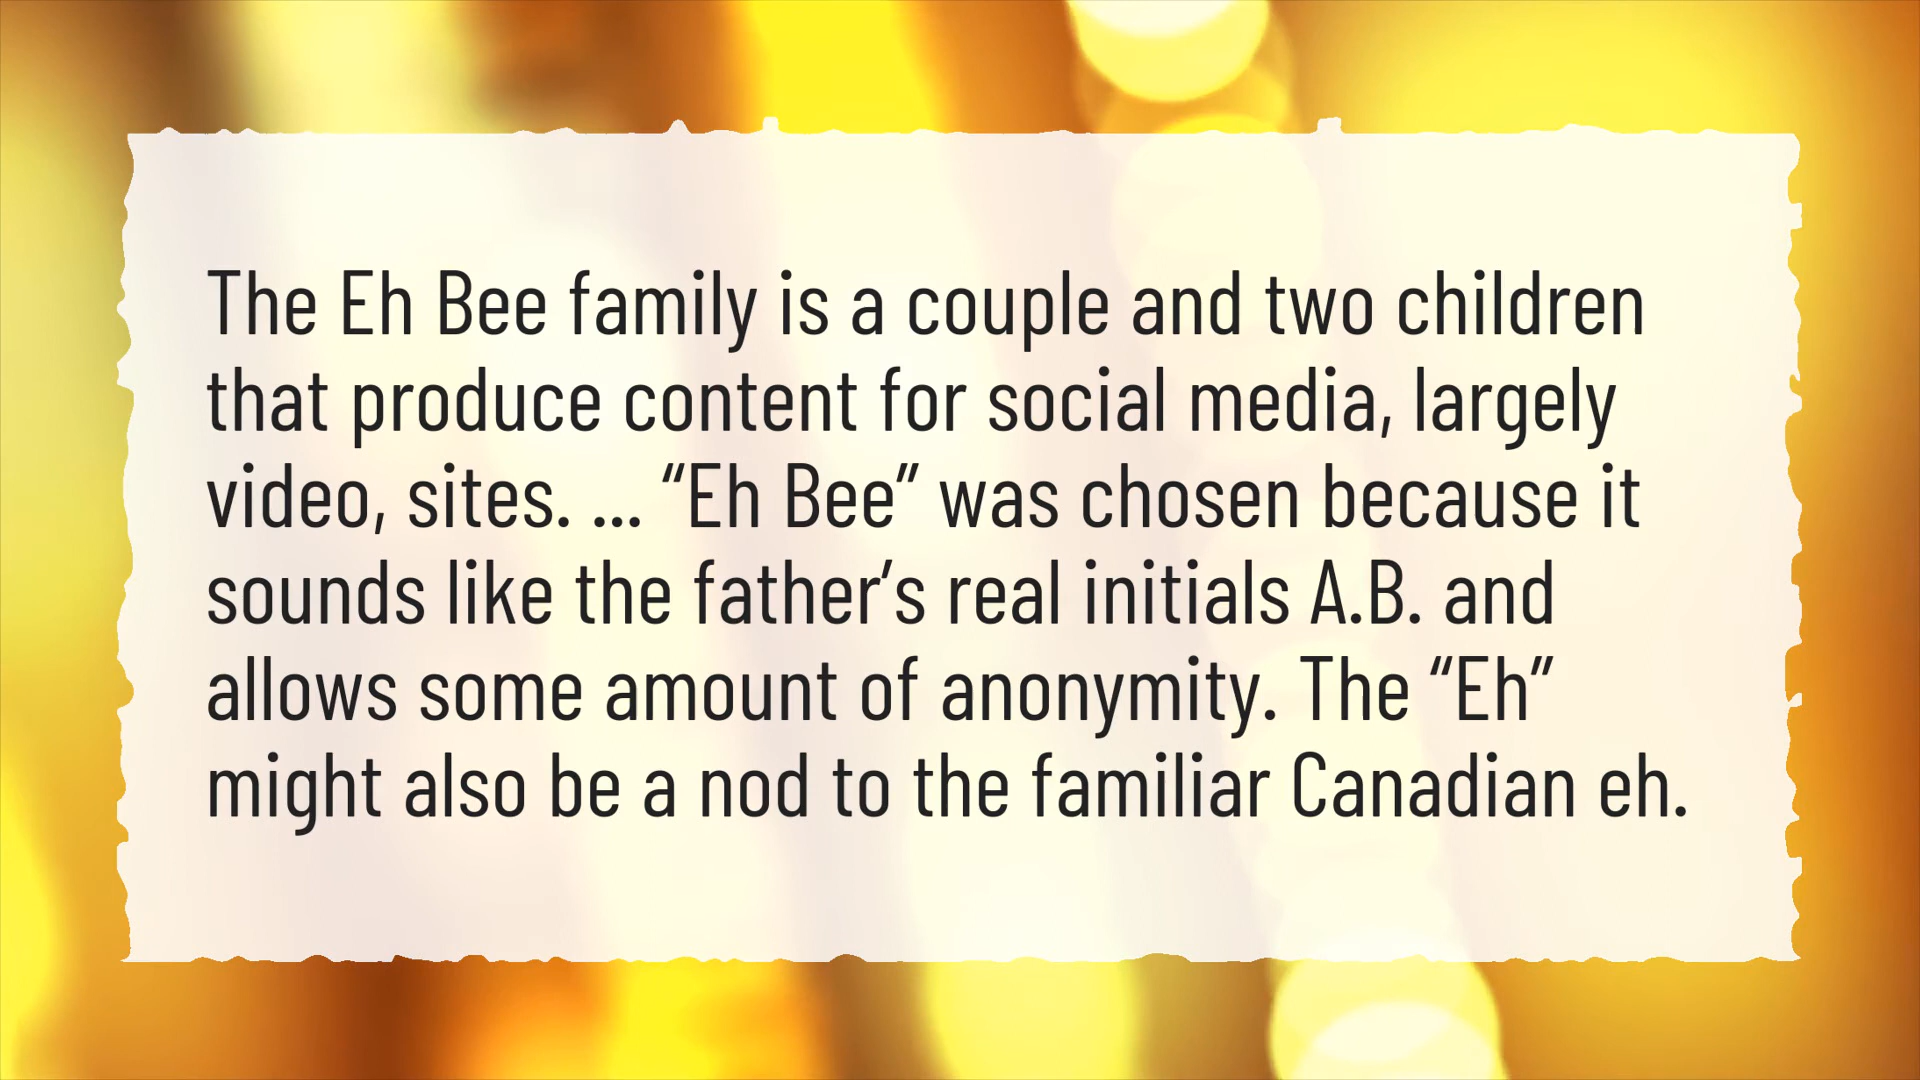 The Eh Bee family is a couple and two children
that produce content for social media, largely
video, sites. ... “Eh Bee” was chosen because it
sounds like the father’s real initials A.B. and
allows some amount of anonymity. The “Eh”
might also be a nod to the familiar Canadian eh.